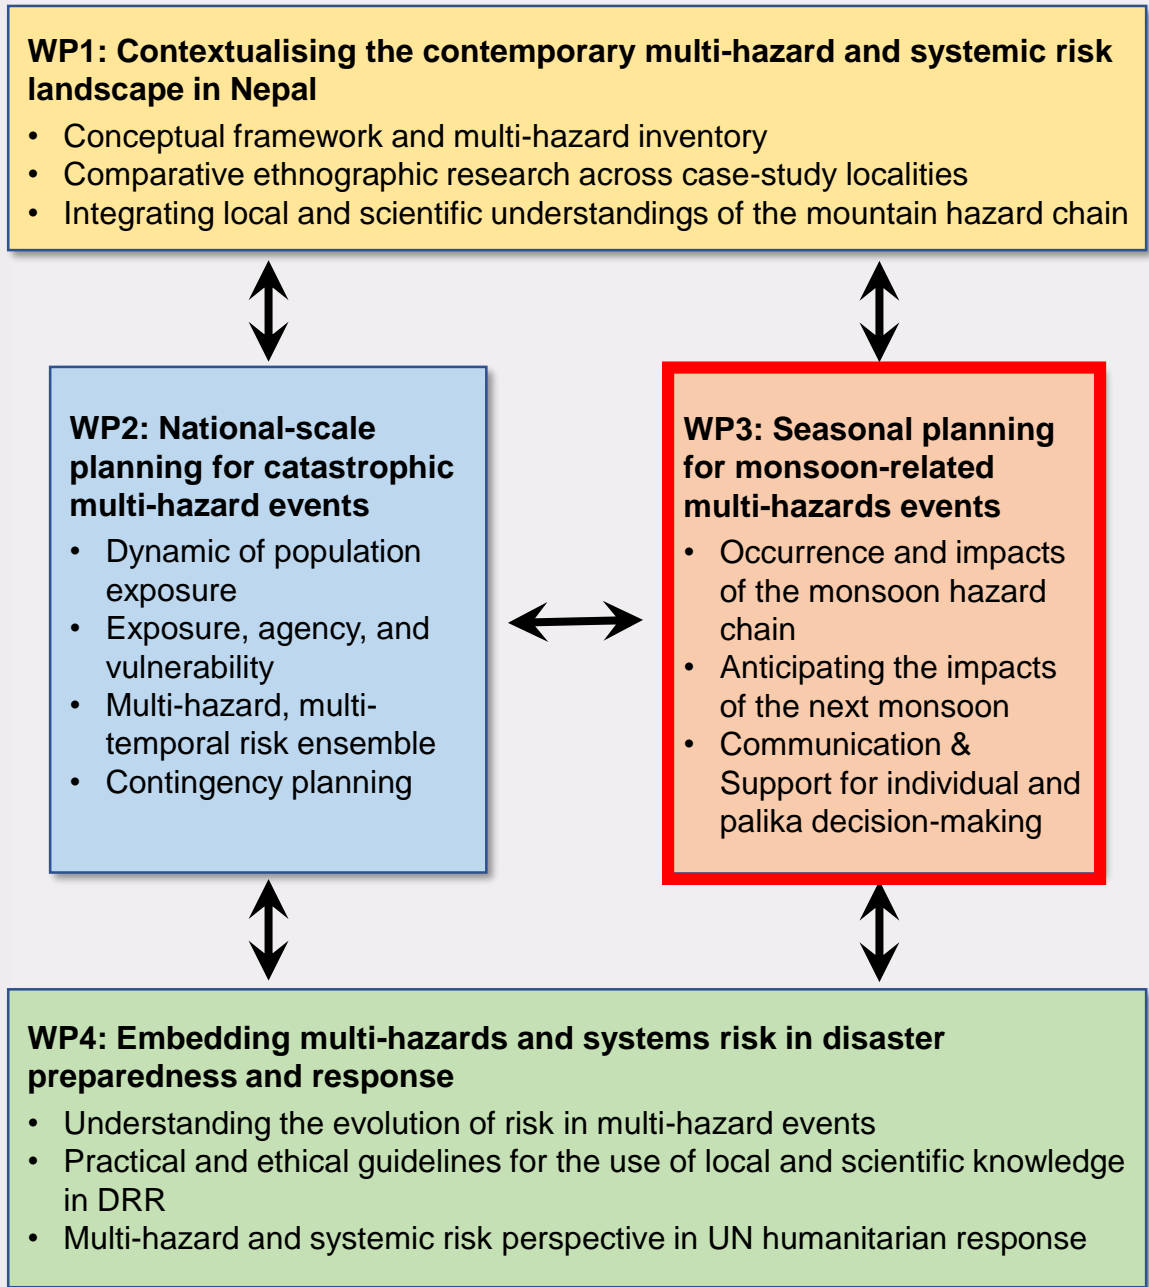 WP1: Contextualising the contemporary multi-hazard and systemic risk
landscape in Nepal
• Conceptual framework and multi-hazard inventory
• Comparative ethnographic research across case-study localities
• Integrating local and scientific understandings of the mountain hazard chain
WP2: National-scale
planning for catastrophic
multi-hazard events
• Dynamic of population
exposure
• Exposure, agency, and
vulnerability
• Multi-hazard, multi-
temporal risk ensemble
• Contingency planning
WP3: Seasonal planning
for monsoon-related
multi-hazards events
• Occurrence and impacts
of the monsoon hazard
chain
• Anticipating the impacts
of the next monsoon
• Communication &
Support for individual and
palika decision-making
WP4: Embedding multi-hazards and systems risk in disaster
preparedness and response
• Understanding the evolution of risk in multi-hazard events
• Practical and ethical guidelines for the use of local and scientific knowledge
in DRR
• Multi-hazard and systemic risk perspective in UN humanitarian response